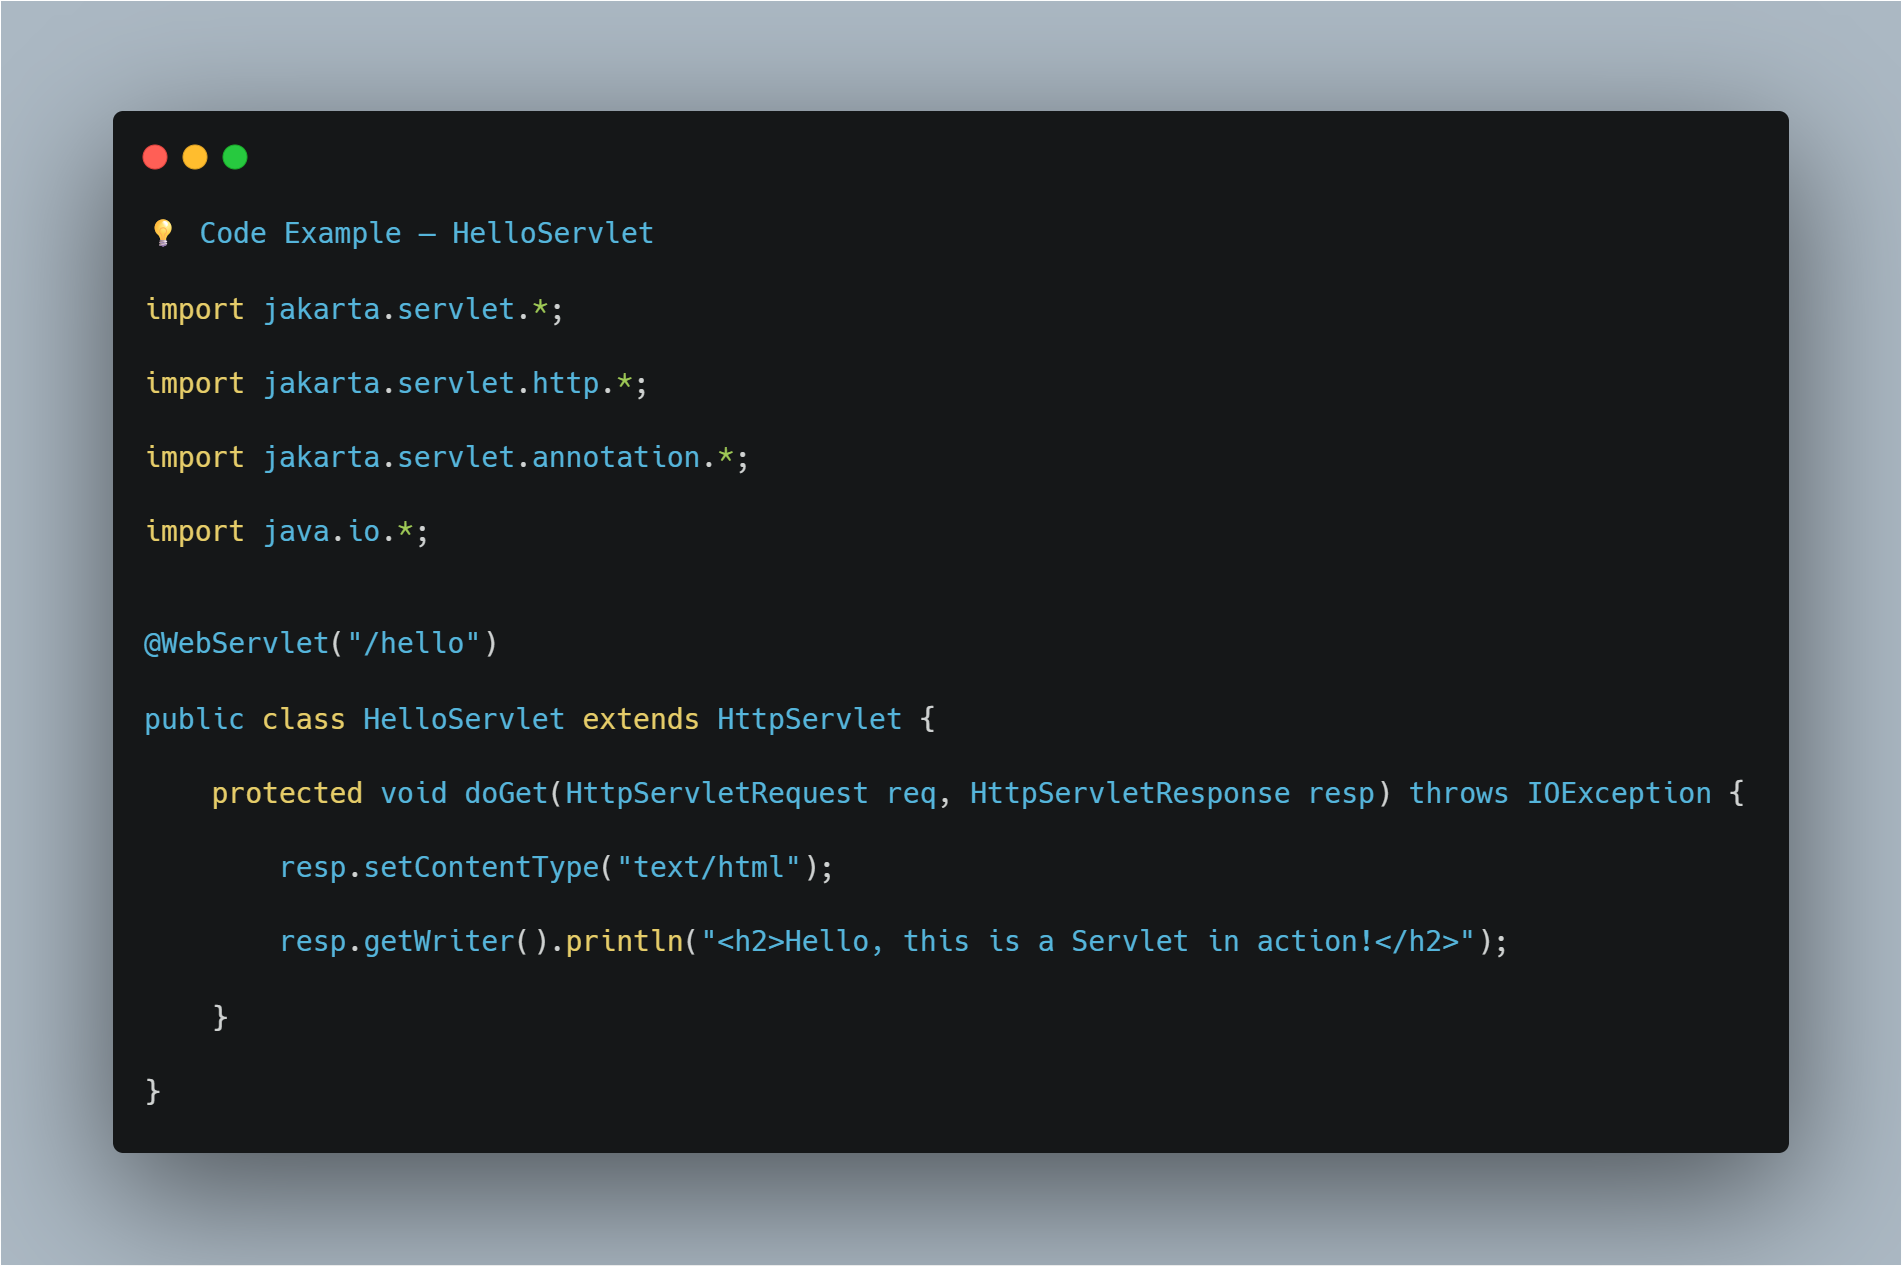 💡 Code Example – HelloServlet
import jakarta.servlet.*;
import jakarta.servlet.http.*;
import jakarta.servlet.annotation.*;
import java.io.*;
@WebServlet("/hello")
public class HelloServlet extends HttpServlet {
    protected void doGet(HttpServletRequest req, HttpServletResponse resp) throws IOException {
        resp.setContentType("text/html");
        resp.getWriter().println("<h2>Hello, this is a Servlet in action!</h2>");
    }
}